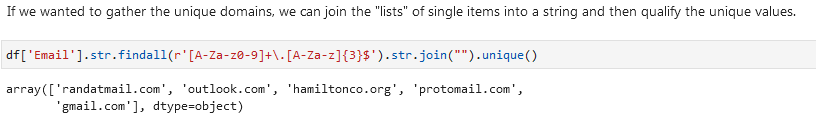 If we wanted to gather the unique domains, we can join the "lists" of single items into a string and then qualify the unique values.
df['Email'].str.findall(r'[A-Za-z0-9]+\.[A-Za-z]{3}$').str.join("").unique()
array(['randatmail.com', 'outlook.com', 'hamiltonco.org', 'protomail.com',
'gmail.com'], dtype=object)